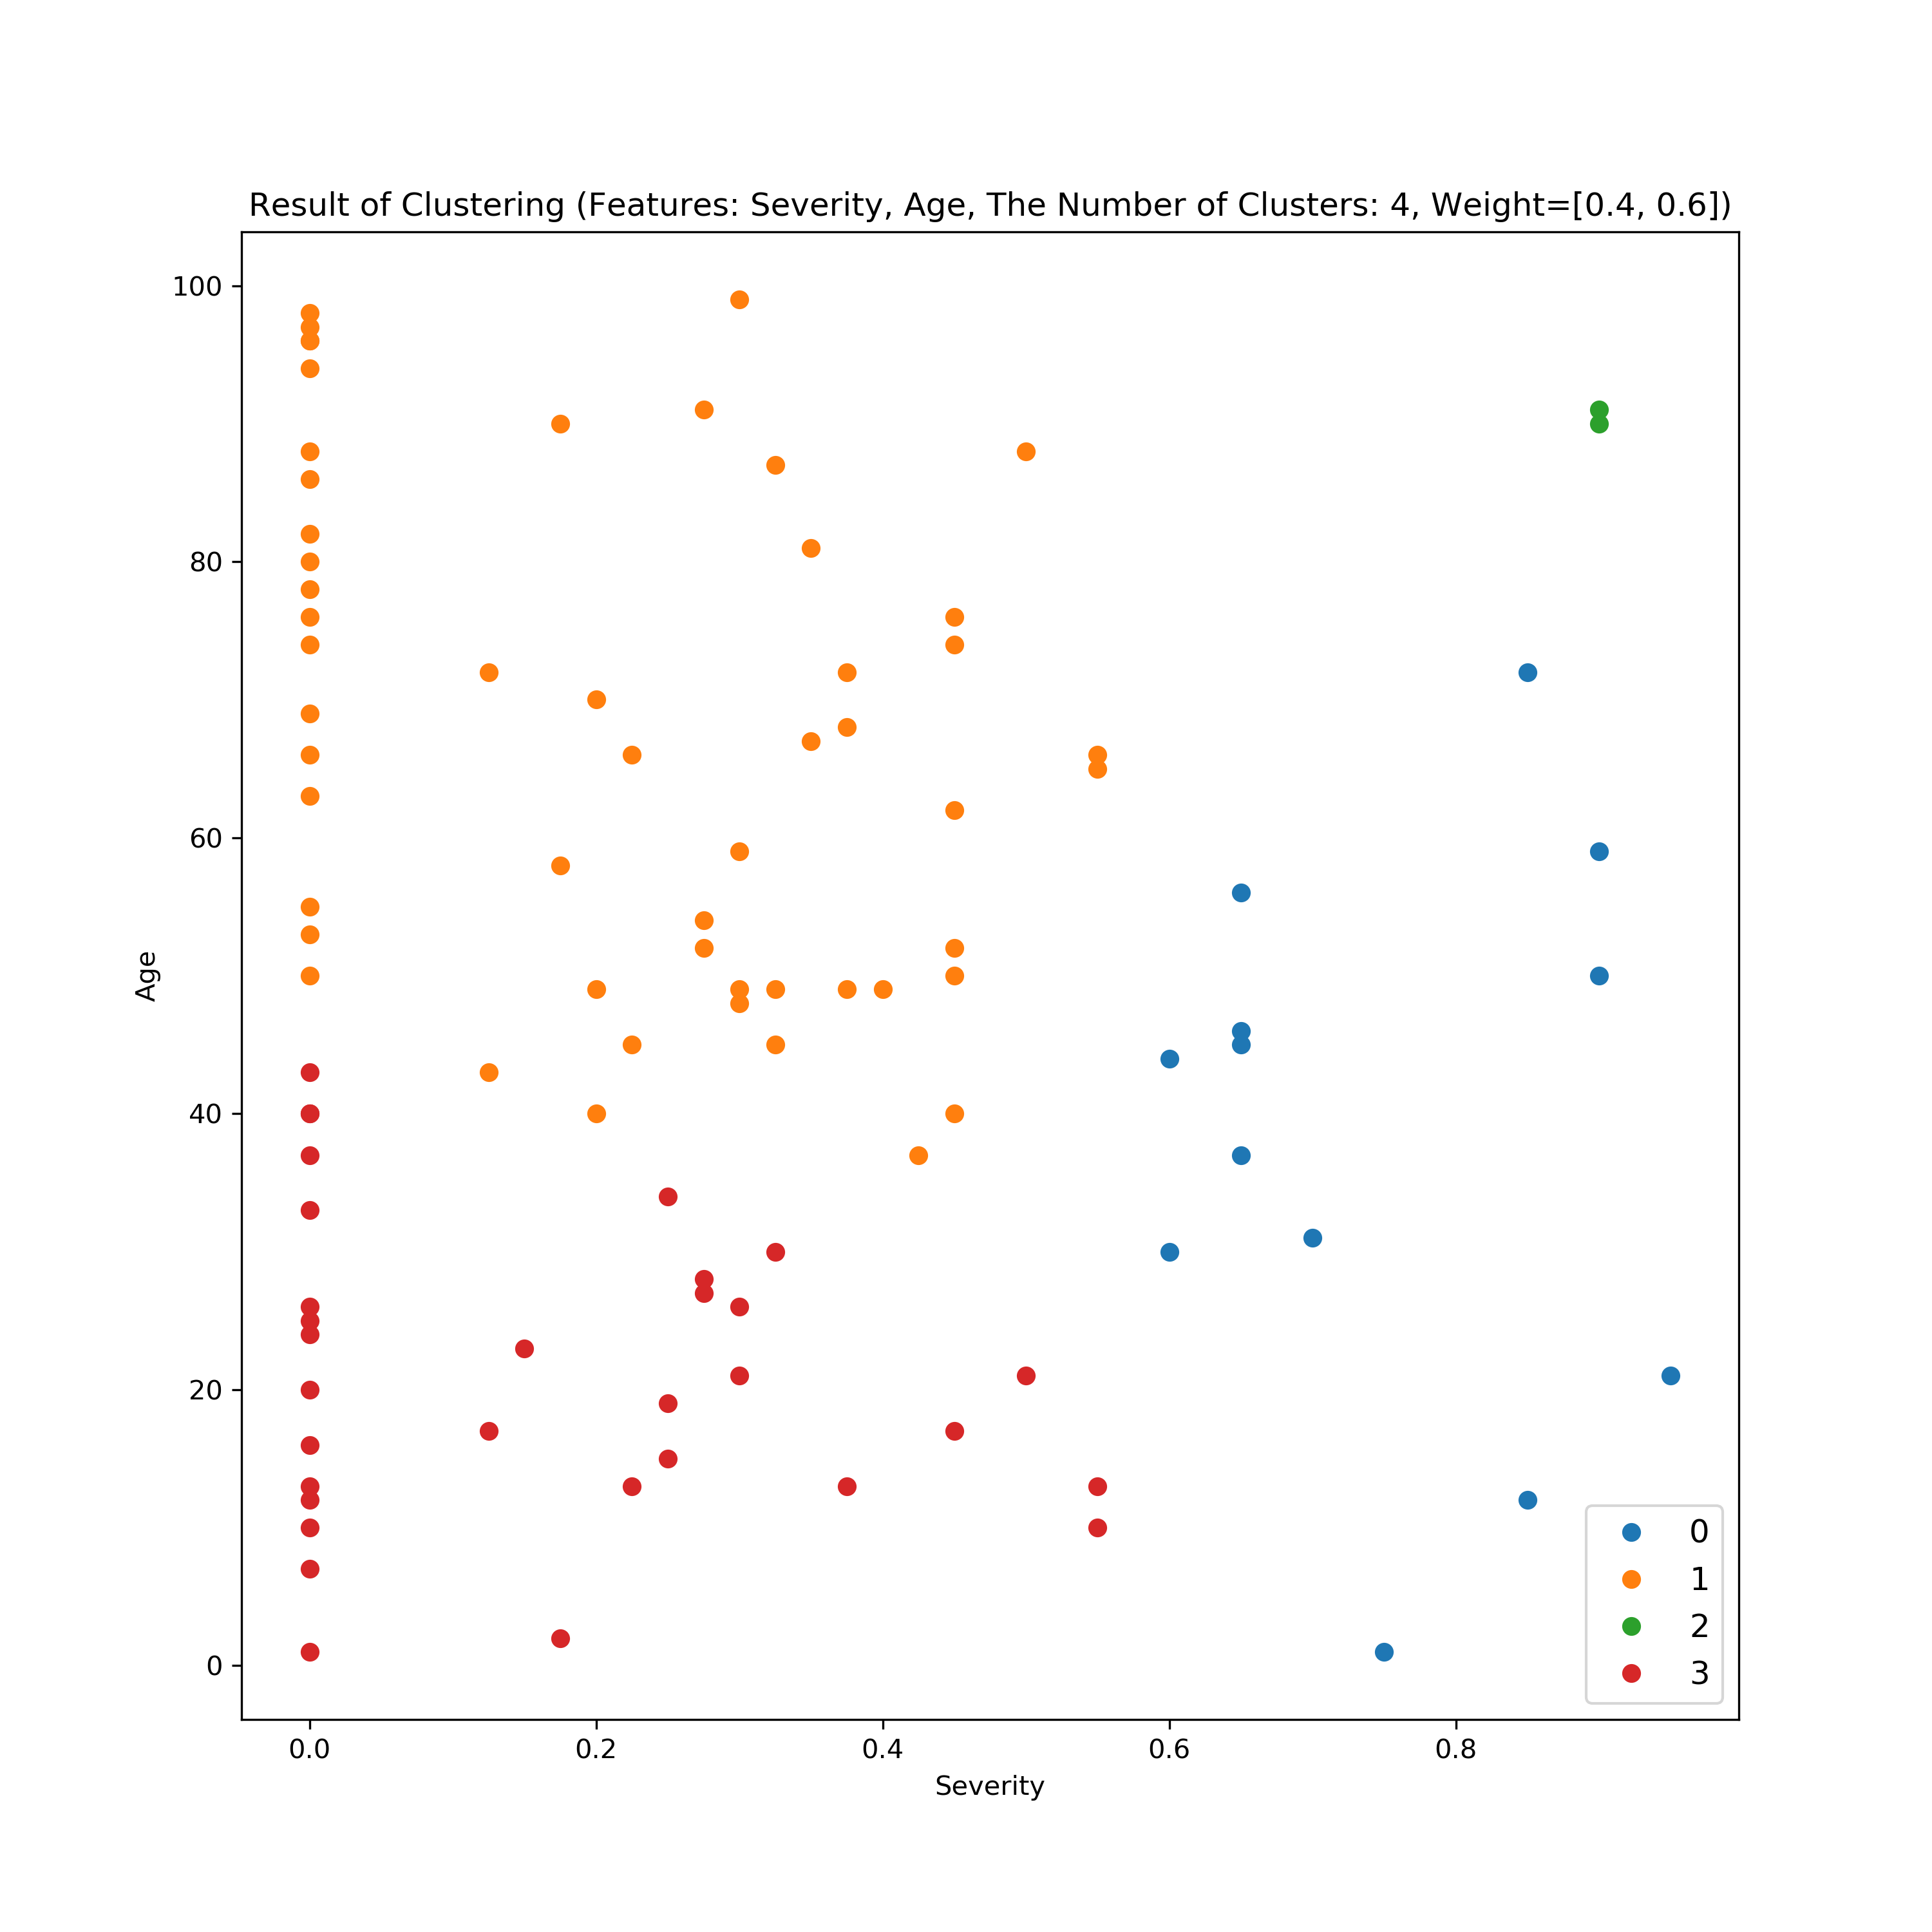 Result of Clustering (Features: Severity, Age, The Number of Clusters: 4, Weight=[0.4, 0.6])
100
80
60
40
20
0
Age
0.0 0.2 0.4 0.6 0.8
Severity
0
1
2
3